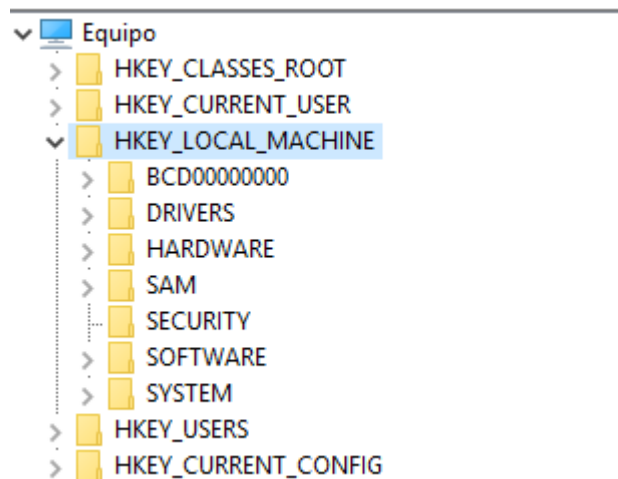 Equipo
HKEY_CLASSES_ROOT
HKEY_CURRENT_USER
HKEY_LOCAL_MACHINE
BCD00000000
DRIVERS
HARDWARE
SAM
SECURITY
SOFTWARE
SYSTEM
HKEY_USERS
HKEY_CURRENT_CONFIG